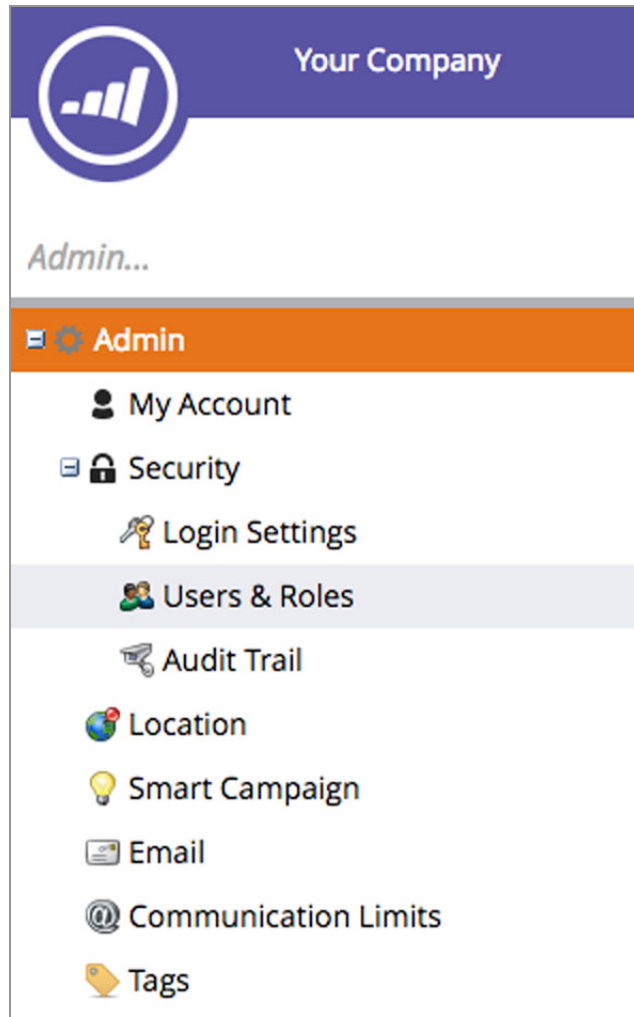 Your Company
Admin...
Admin
My Account
Security
Login Settings
Users & Roles
Audit Trail
Location
Smart Campaign
Email
Communication Limits
Tags